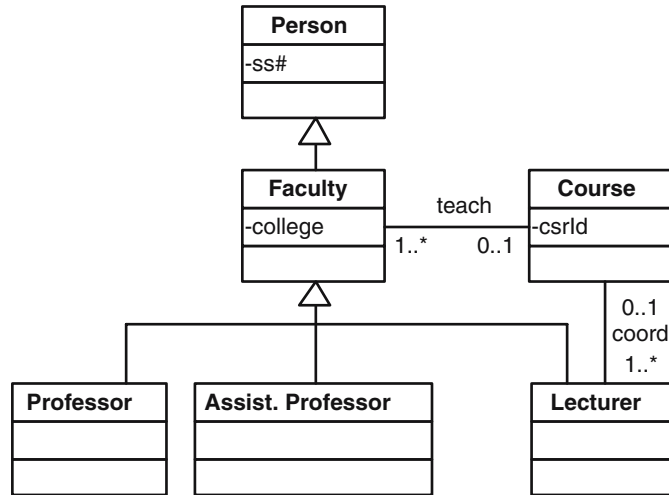 Person
-ss#
Faculty
-college
teach
1..*
0..1
Course
-csrId
0..1
coord
1..*
Professor
Assist. Professor
Lecturer